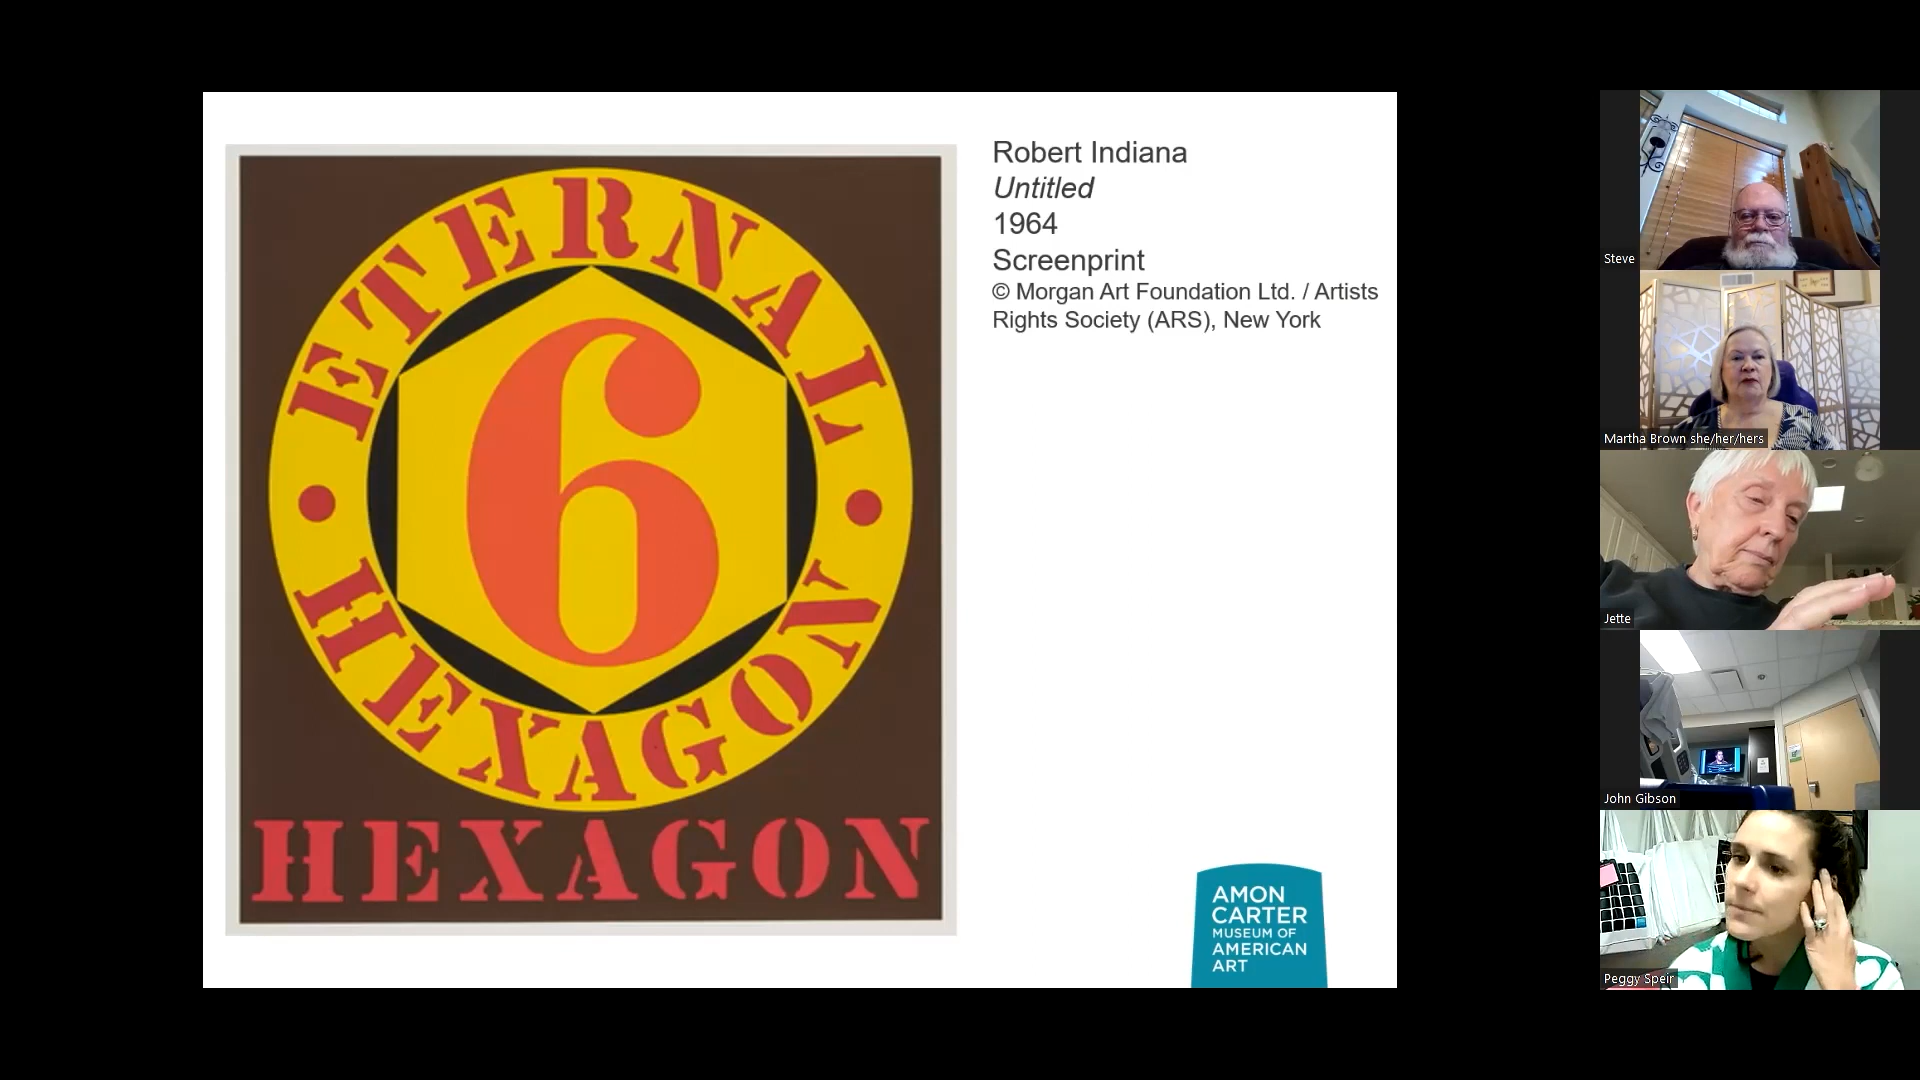 ETERNAL
6
HEXAGON
HEXAGON
Robert Indiana
Untitled
1964
Screenprint
© Morgan Art Foundation Ltd. / Artists
Rights Society (ARS), New York
AMON
CARTER
MUSEUM OF
AMERICAN
ART
Steve
Martha Brown she/her/hers
Jette
John Gibson
Peggy Speir